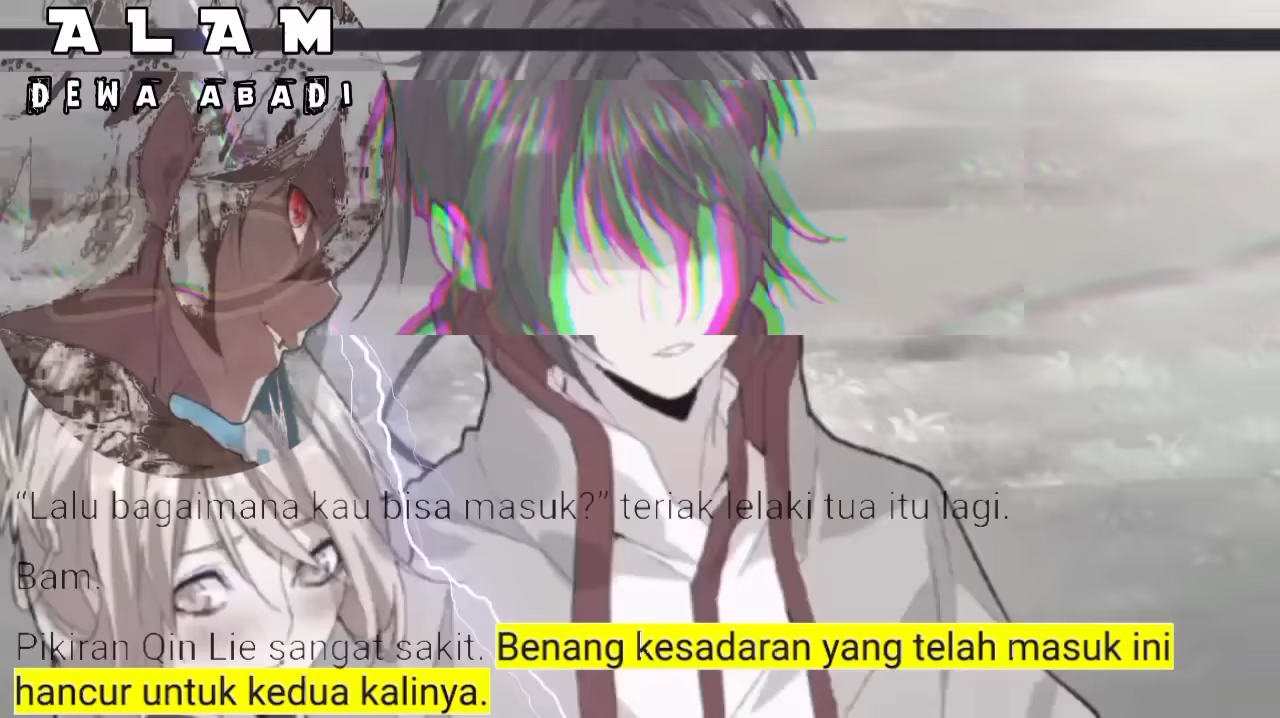 ALAM
DEWA ABADI
“Lalu bagaimana kau bisa masuk?” teriak lelaki tua itu lagi.
Bam.
Pikiran Qin Lie sangat sakit. Benang kesadaran yang telah masuk ini
hancur untuk kedua kalinya.